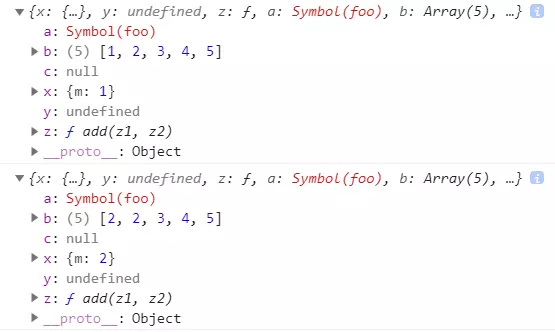 ▼{x: {…}, y: undefined, z: ƒ, a: Symbol(foo), b: Array(5), …} i
a: Symbol(foo)
▶ b: (5) [1, 2, 3, 4, 5]
c: null
▶ x: {m: 1}
y: undefined
▶ z: ƒ add(z1, z2)
▶ __proto__: Object
▼{x: {…}, y: undefined, z: ƒ, a: Symbol(foo), b: Array(5), …} i
a: Symbol(foo)
▶ b: (5) [2, 2, 3, 4, 5]
c: null
▶ x: {m: 2}
y: undefined
▶ z: ƒ add(z1, z2)
▶ __proto__: Object